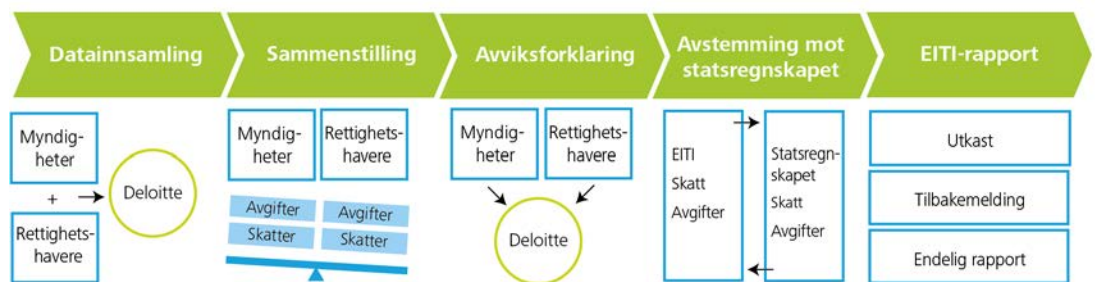 Datainnsamling
Sammenstilling
Avviksforklaring
Avstemming mot
statsregnskapet
EITI-rapport
Myndig-
heter
+
Rettighets-
havere
Deloitte
Myndig-
heter
Rettighets-
havere
Avgifter
Avgifter
Skatter
Skatter
Myndig-
heter
Rettighets-
havere
Deloitte
EITI
Skatt
Avgifter
Statsregn-
skapet
Skatt
Avgifter
Utkast
Tilbakemelding
Endelig rapport